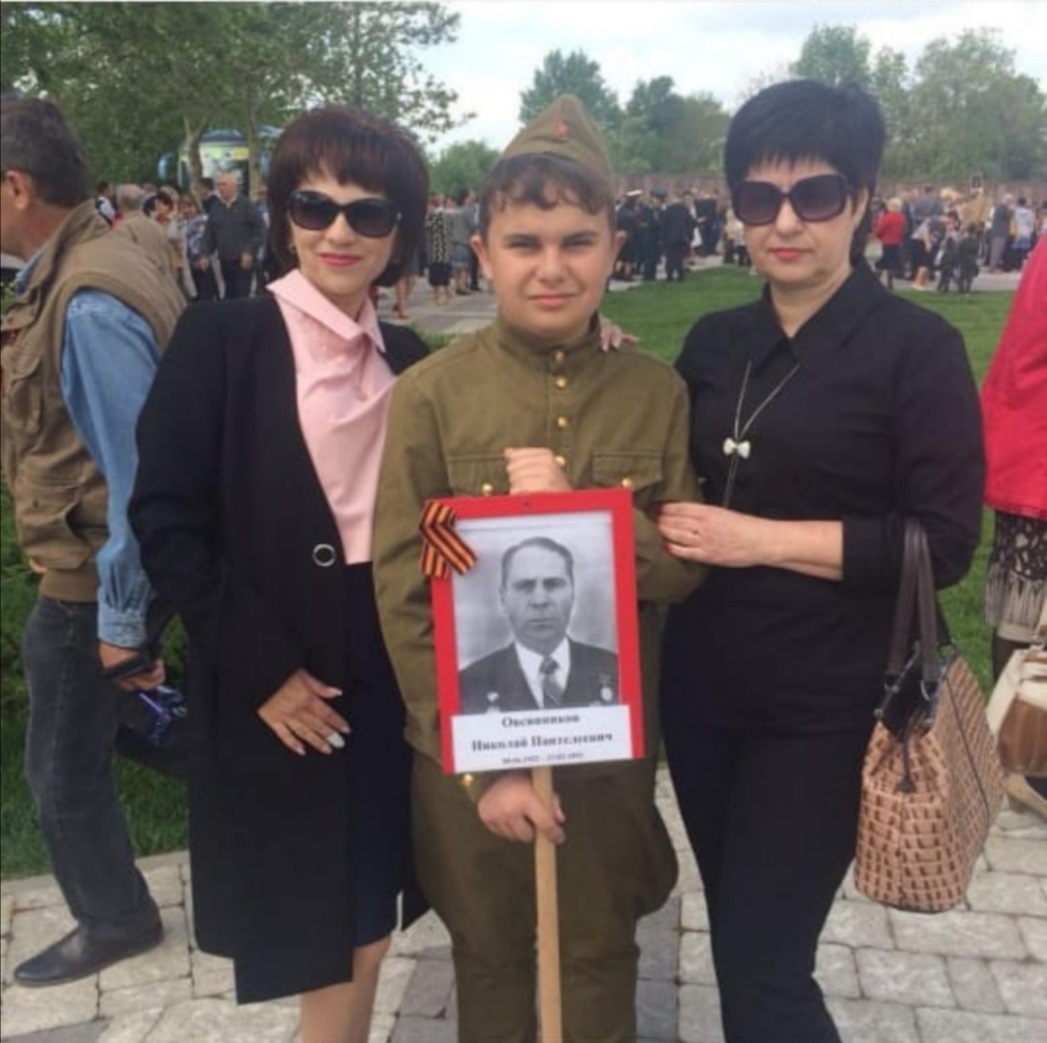 Овсянников
Николай Пантелеевич